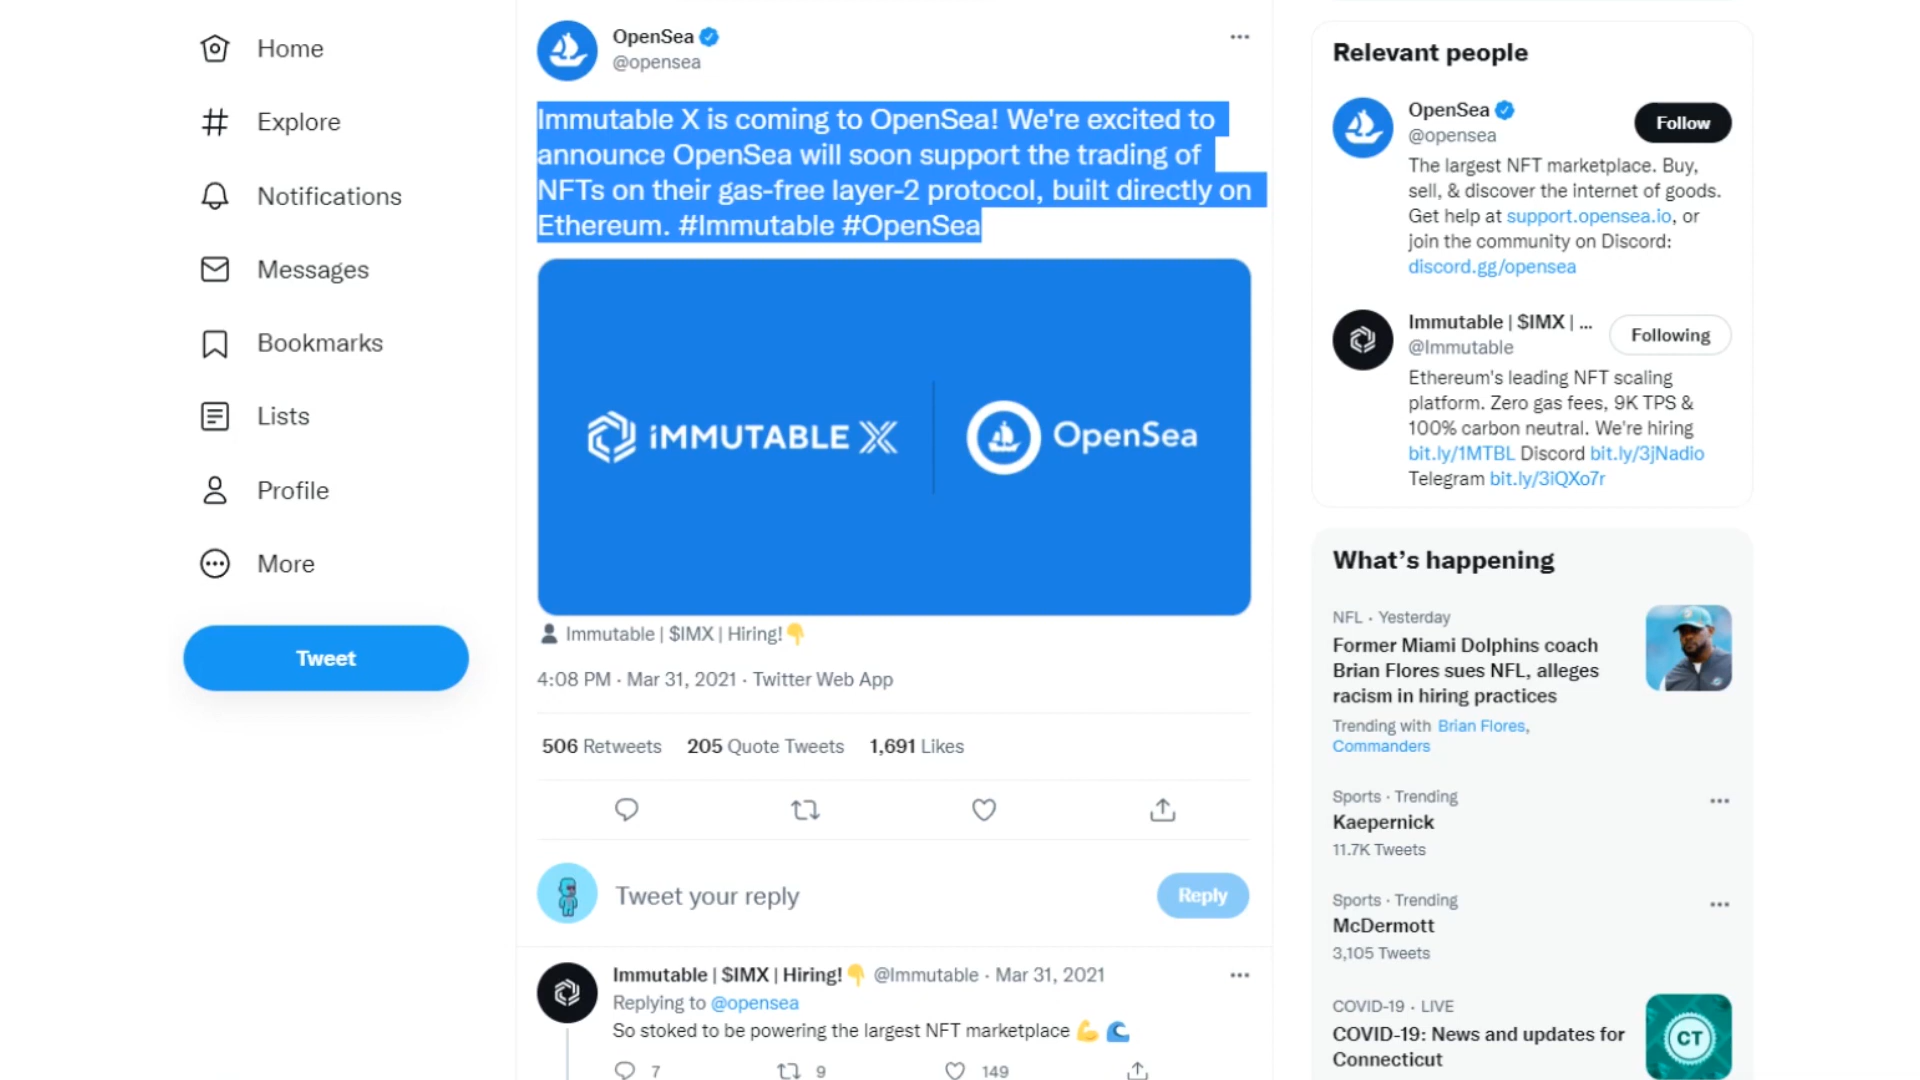 Home
Explore
Notifications
Messages
Bookmarks
Lists
Profile
More
Tweet
OpenSea
@opensea
Immutable X is coming to OpenSea! We're excited to
announce OpenSea will soon support the trading of
NFTs on their gas-free layer-2 protocol, built directly on
Ethereum. #Immutable #OpenSea
iMMUTABLE X
OpenSea
Immutable | $IMX | Hiring!👇
4:08 PM · Mar 31, 2021 · Twitter Web App
506 Retweets 205 Quote Tweets 1,691 Likes
Tweet your reply
Reply
Immutable | $IMX | Hiring!👇 @Immutable · Mar 31, 2021
Replying to @opensea
So stoked to be powering the largest NFT marketplace 💪 🌊
7 9 149
Relevant people
OpenSea
@opensea
Follow
The largest NFT marketplace. Buy,
sell, & discover the internet of goods.
Get help at support.opensea.io, or
join the community on Discord:
discord.gg/opensea
Immutable | $IMX | ...
@Immutable
Following
Ethereum's leading NFT scaling
platform. Zero gas fees, 9K TPS &
100% carbon neutral. We're hiring
bit.ly/1MTBL Discord bit.ly/3jNadio
Telegram bit.ly/3iQXo7r
What's happening
NFL · Yesterday
Former Miami Dolphins coach
Brian Flores sues NFL, alleges
racism in hiring practices
Trending with Brian Flores,
Commanders
Sports · Trending
Kaepernick
11.7K Tweets
Sports · Trending
McDermott
3,105 Tweets
COVID-19 · LIVE
COVID-19: News and updates for
Connecticut
CT